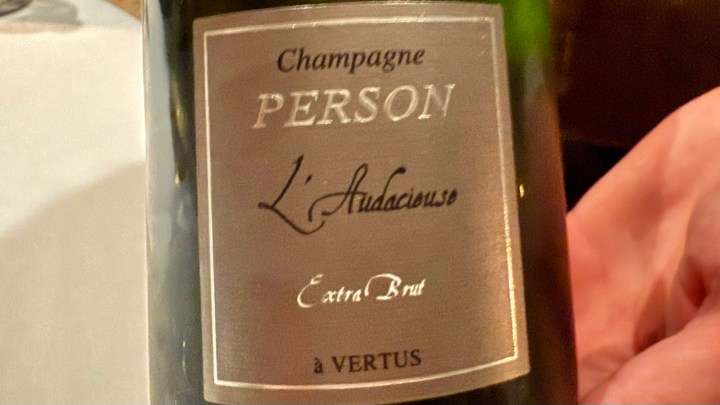 Champagne
PERSON
L'Audacieuse
Extra Brut
à VERTUS